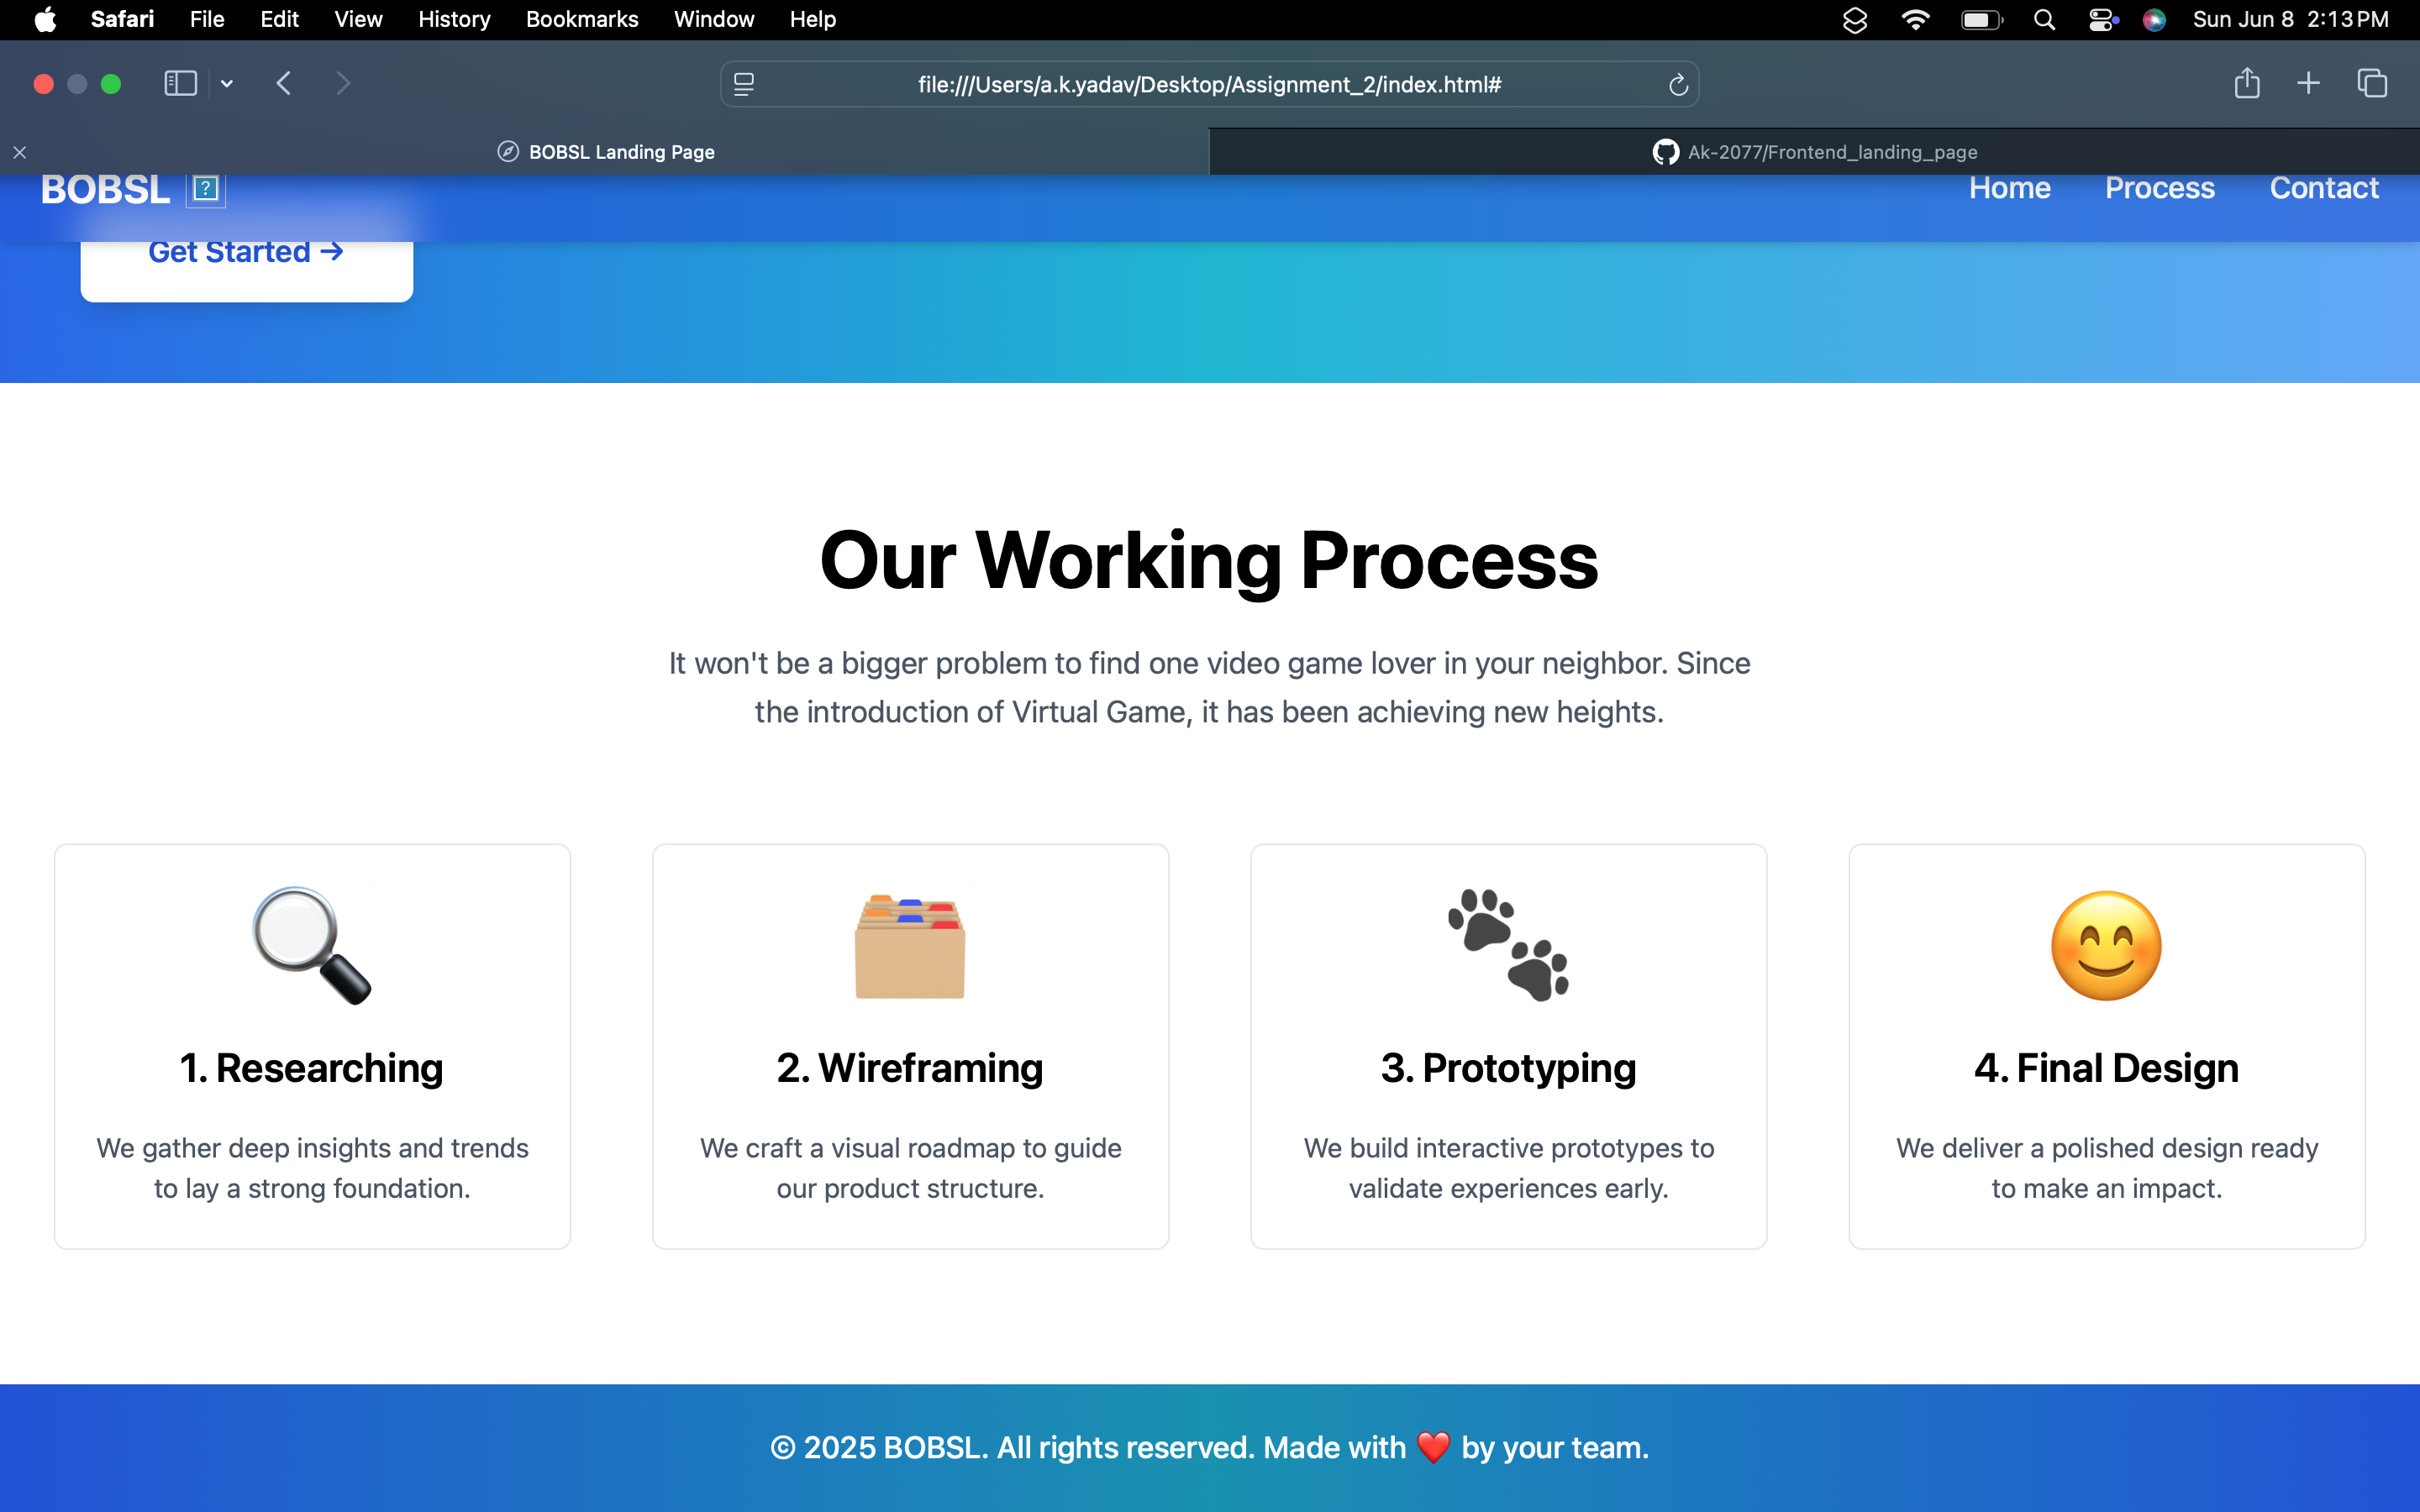 Safari File Edit View History Bookmarks Window Help Sun Jun 8 2:13 PM
file:///Users/a.k.yadav/Desktop/Assignment_2/index.html#
BOBSL Landing Page
Ak-2077/Frontend_landing_page
BOBSL ? Home Process Contact
Get Started →
Our Working Process
It won't be a bigger problem to find one video game lover in your neighbor. Since
the introduction of Virtual Game, it has been achieving new heights.
1. Researching
We gather deep insights and trends
to lay a strong foundation.
2. Wireframing
We craft a visual roadmap to guide
our product structure.
3. Prototyping
We build interactive prototypes to
validate experiences early.
4. Final Design
We deliver a polished design ready
to make an impact.
© 2025 BOBSL. All rights reserved. Made with ❤️ by your team.